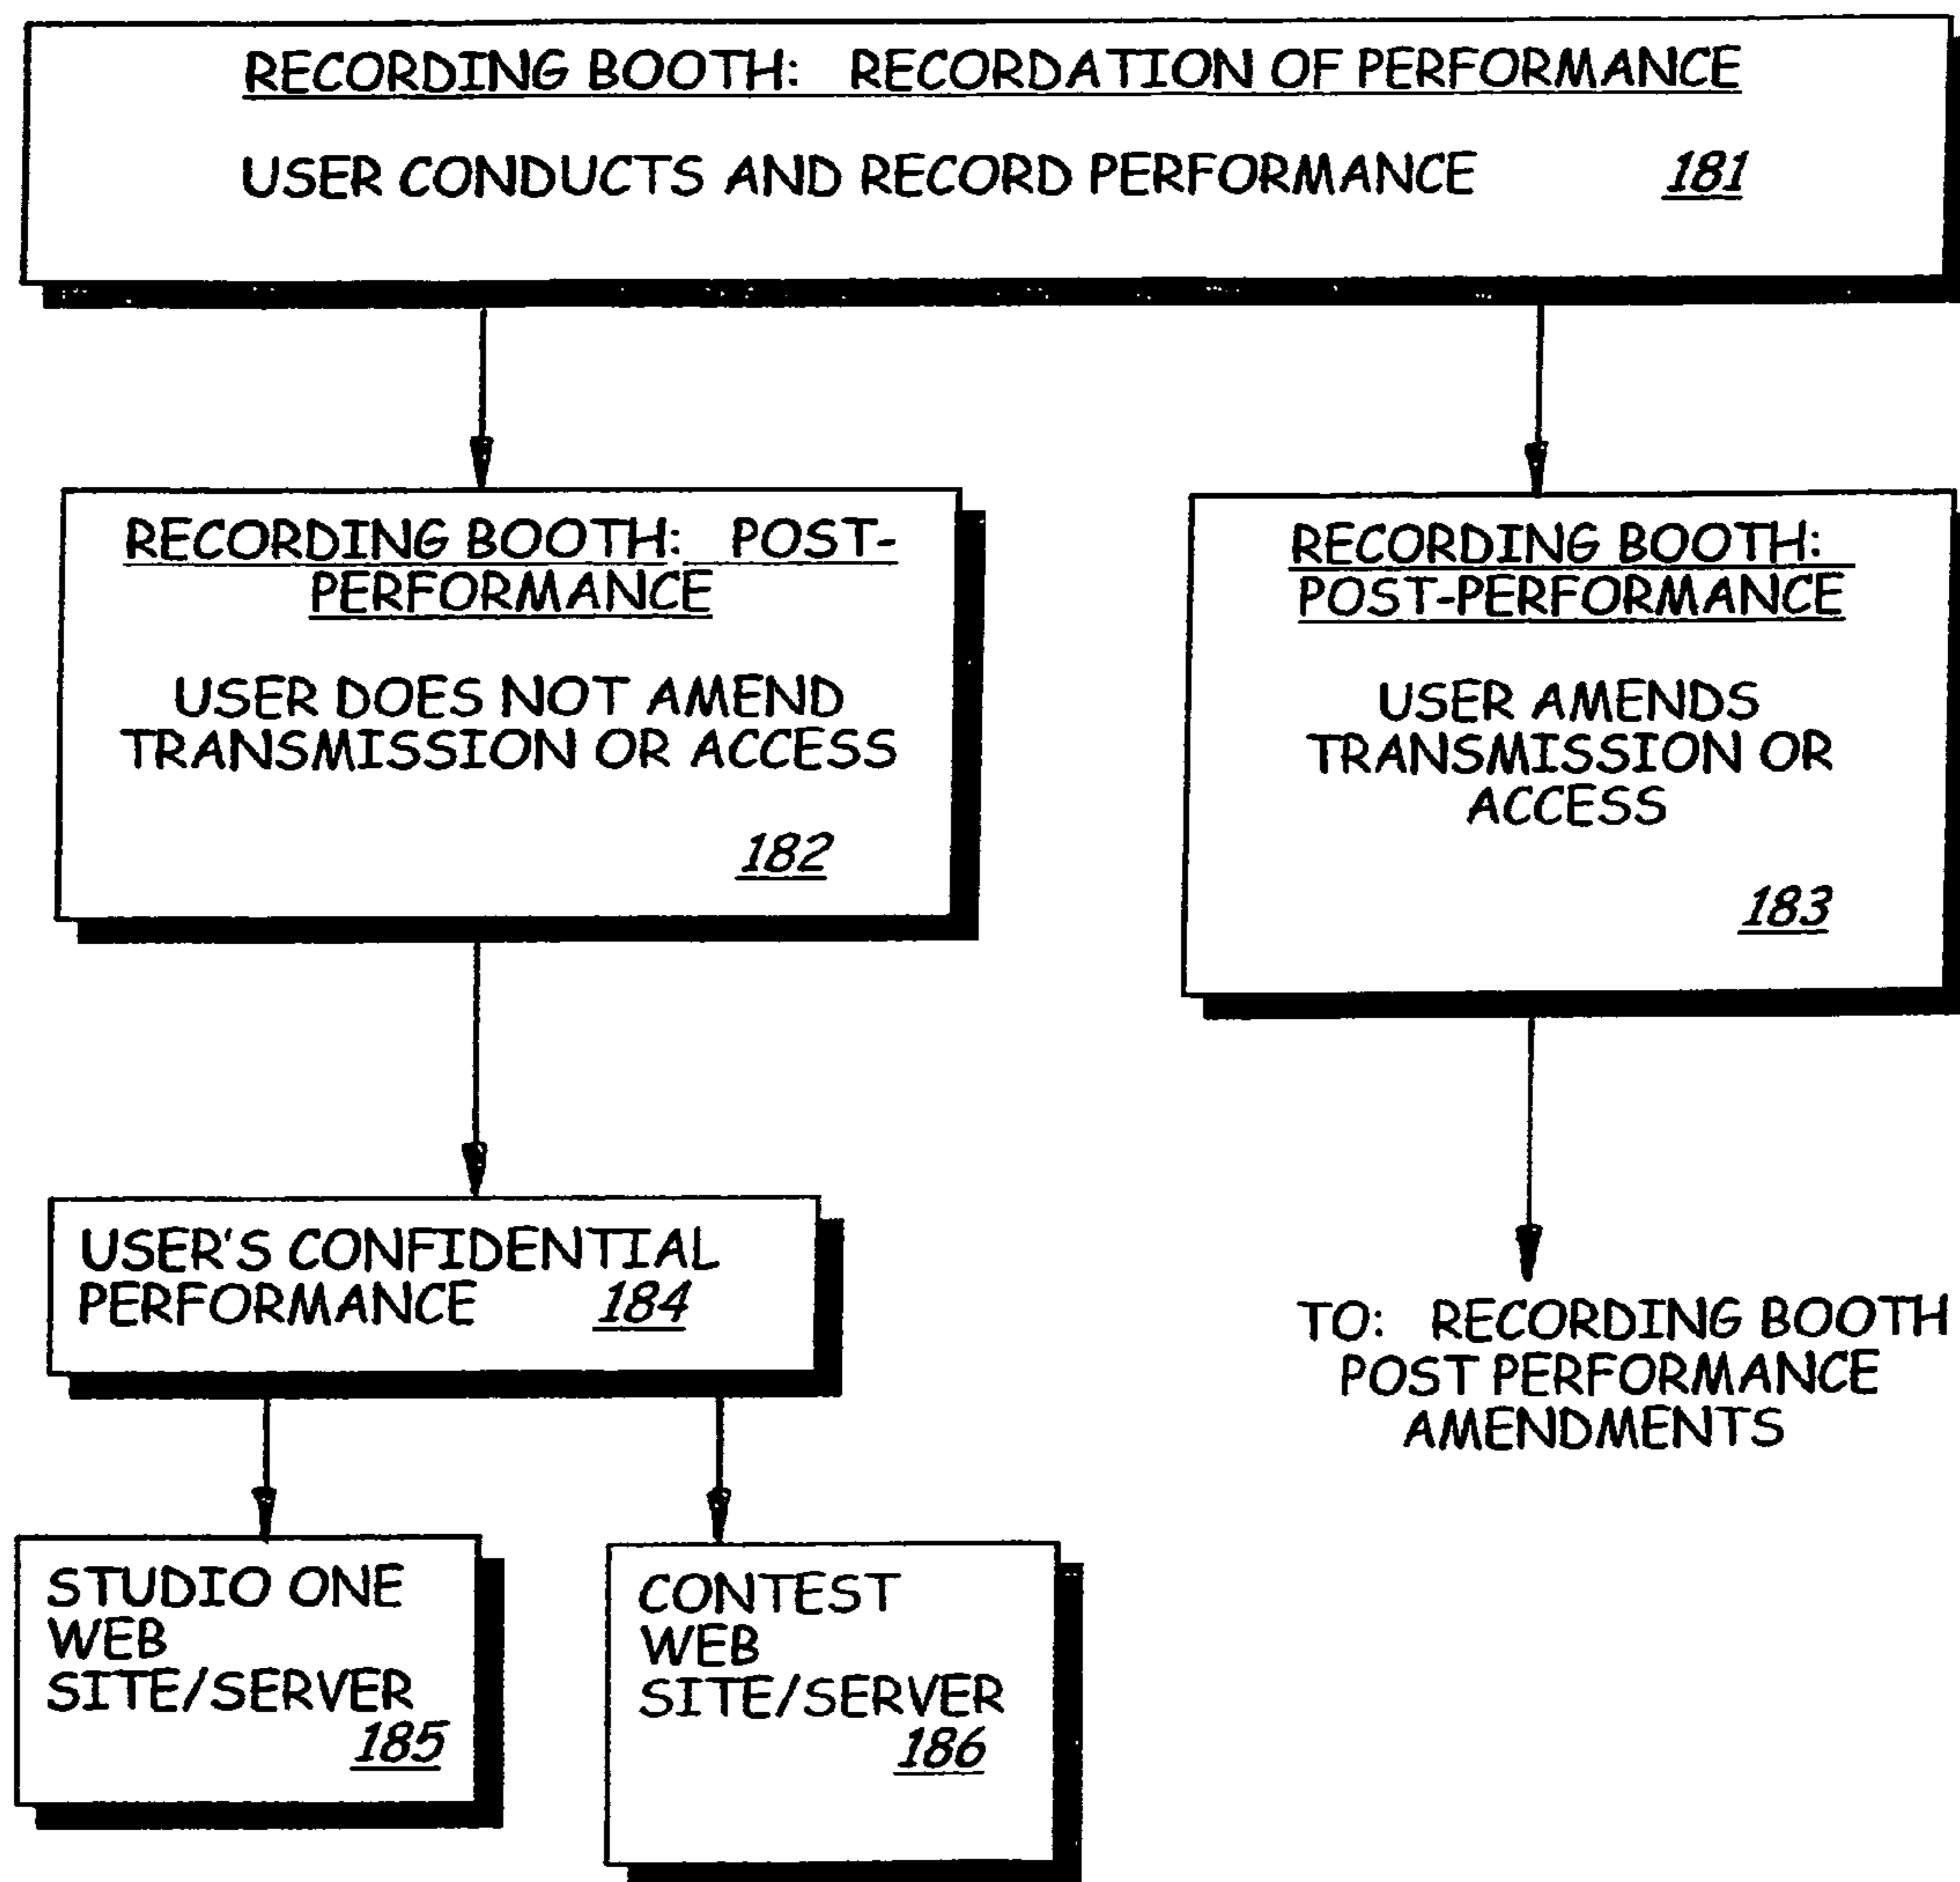 RECORDING BOOTH: RECORDATION OF PERFORMANCE
USER CONDUCTS AND RECORD PERFORMANCE 181
RECORDING BOOTH: POST-
PERFORMANCE
USER DOES NOT AMEND
TRANSMISSION OR ACCESS
182
RECORDING BOOTH:
POST-PERFORMANCE
USER AMENDS
TRANSMISSION OR
ACCESS
183
USER'S CONFIDENTIAL
PERFORMANCE 184
TO: RECORDING BOOTH
POST PERFORMANCE
AMENDMENTS
STUDIO ONE
WEB
SITE/SERVER
185
CONTEST
WEB
SITE/SERVER
186